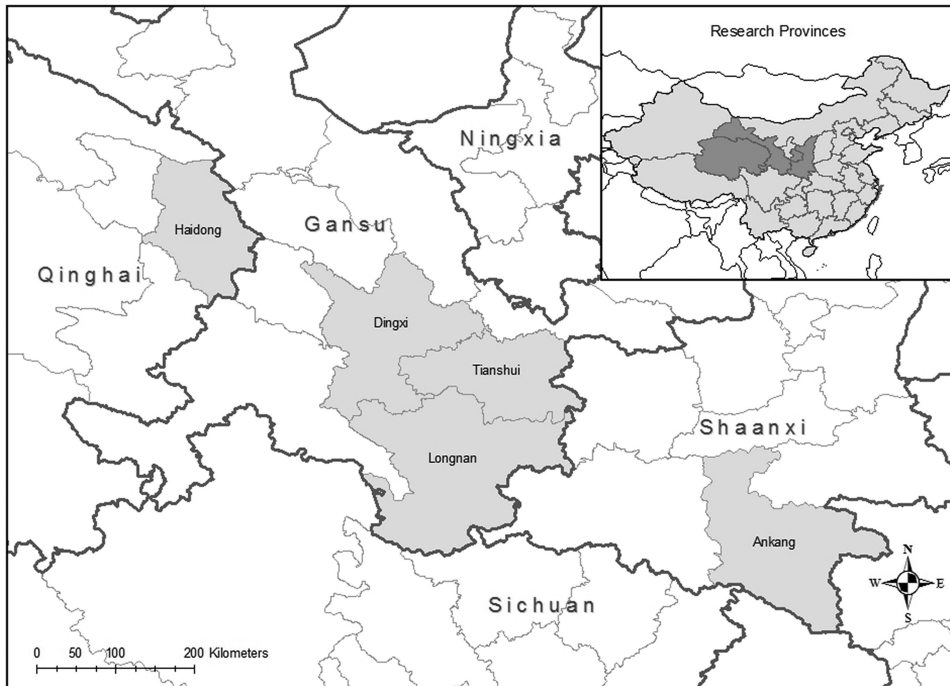 Research Provinces
Ningxia
Gansu
Haidong
Qinghai
Dingxi
Tianshui
Shaanxi
Longnan
Ankang
Sichuan
N
W E
S
0 50 100 200 Kilometers